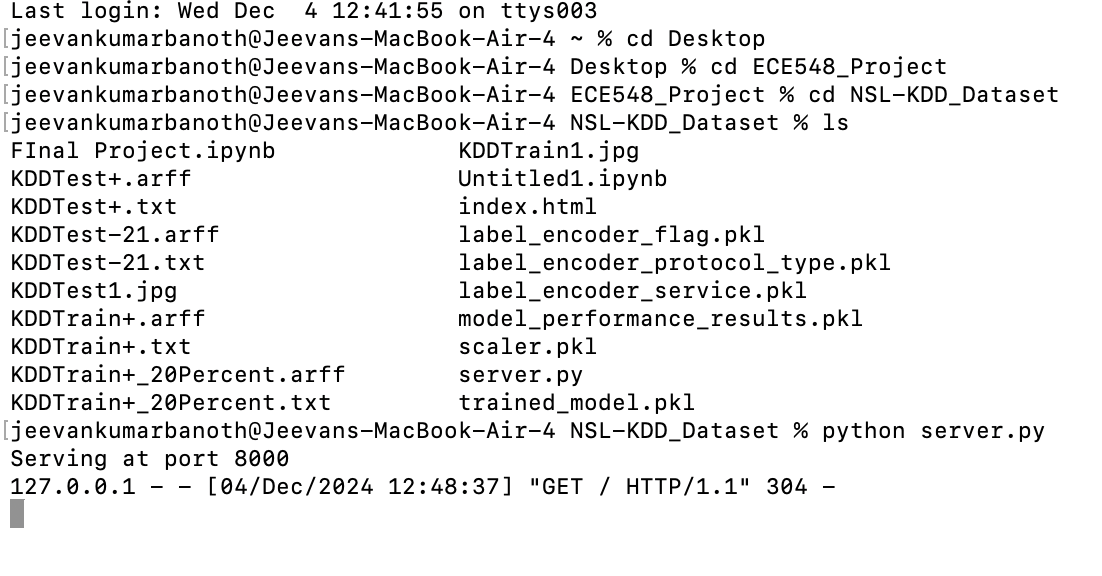 Last login: Wed Dec  4 12:41:55 on ttys003
[jeevankumarbanoth@Jeevans-MacBook-Air-4 ~ % cd Desktop
[jeevankumarbanoth@Jeevans-MacBook-Air-4 Desktop % cd ECE548_Project
[jeevankumarbanoth@Jeevans-MacBook-Air-4 ECE548_Project % cd NSL-KDD_Dataset
[jeevankumarbanoth@Jeevans-MacBook-Air-4 NSL-KDD_Dataset % ls
FInal Project.ipynb             KDDTrain1.jpg
KDDTest+.arff                   Untitled1.ipynb
KDDTest+.txt                    index.html
KDDTest-21.arff                 label_encoder_flag.pkl
KDDTest-21.txt                  label_encoder_protocol_type.pkl
KDDTest1.jpg                    label_encoder_service.pkl
KDDTrain+.arff                  model_performance_results.pkl
KDDTrain+.txt                   scaler.pkl
KDDTrain+_20Percent.arff        server.py
KDDTrain+_20Percent.txt         trained_model.pkl
[jeevankumarbanoth@Jeevans-MacBook-Air-4 NSL-KDD_Dataset % python server.py
Serving at port 8000
127.0.0.1 - - [04/Dec/2024 12:48:37] "GET / HTTP/1.1" 304 -